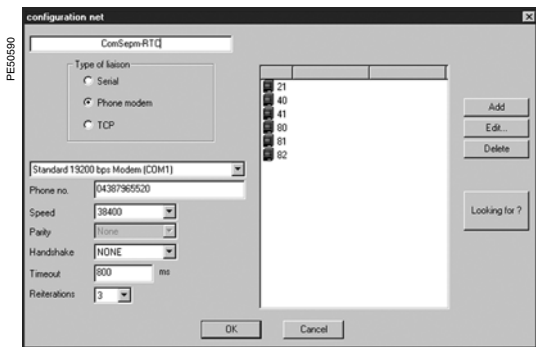 PE50590
configuration net
ComSepm-RTC
Type of liaison
Serial
Phone modem
TCP
Standard 19200 bps Modem (COM1)
Phone no. 04387965520
Speed 38400
Parity None
Handshake NONE
Timeout 800 ms
Reiterations 3
21
40
41
80
81
82
Add
Edit...
Delete
Looking for ?
OK Cancel